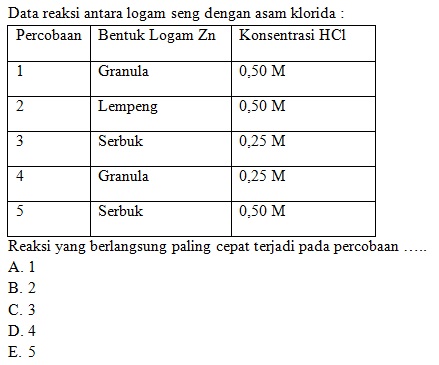 Data reaksi antara logam seng dengan asam klorida :
Percobaan Bentuk Logam Zn Konsentrasi HCl
1 Granula 0,50 M
2 Lempeng 0,50 M
3 Serbuk 0,25 M
4 Granula 0,25 M
5 Serbuk 0,50 M
Reaksi yang berlangsung paling cepat terjadi pada percobaan …..
A. 1
B. 2
C. 3
D. 4
E. 5